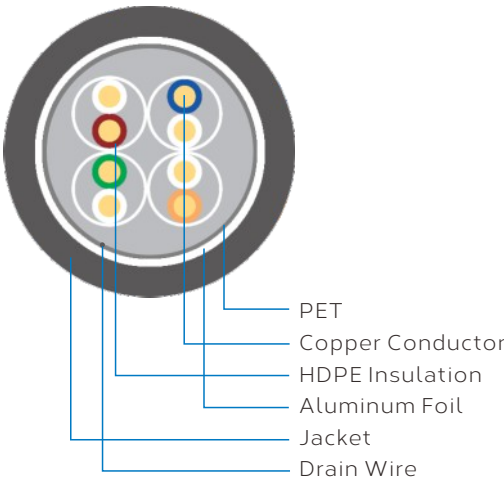 PET
Copper Conductor
HDPE Insulation
Aluminum Foil
Jacket
Drain Wire